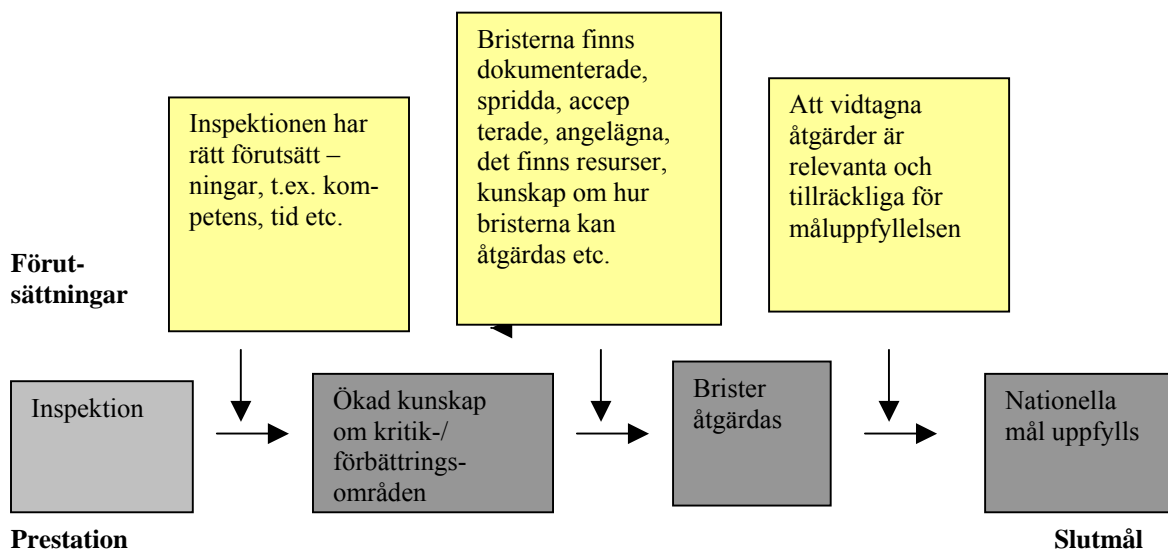 Inspektionen har
rätt förutsätt –
ningar, t.ex. kom-
petens, tid etc.
Bristerna finns
dokumenterade,
spridda, accep
terade, angelägna,
det finns resurser,
kunskap om hur
bristerna kan
åtgärdas etc.
Att vidtagna
åtgärder är
relevanta och
tillräckliga för
måluppfyllelsen
Förut-
sättningar
Inspektion
Ökad kunskap
om kritik-/
förbättrings-
områden
Brister
åtgärdas
Nationella
mål uppfylls
Prestation
Slutmål